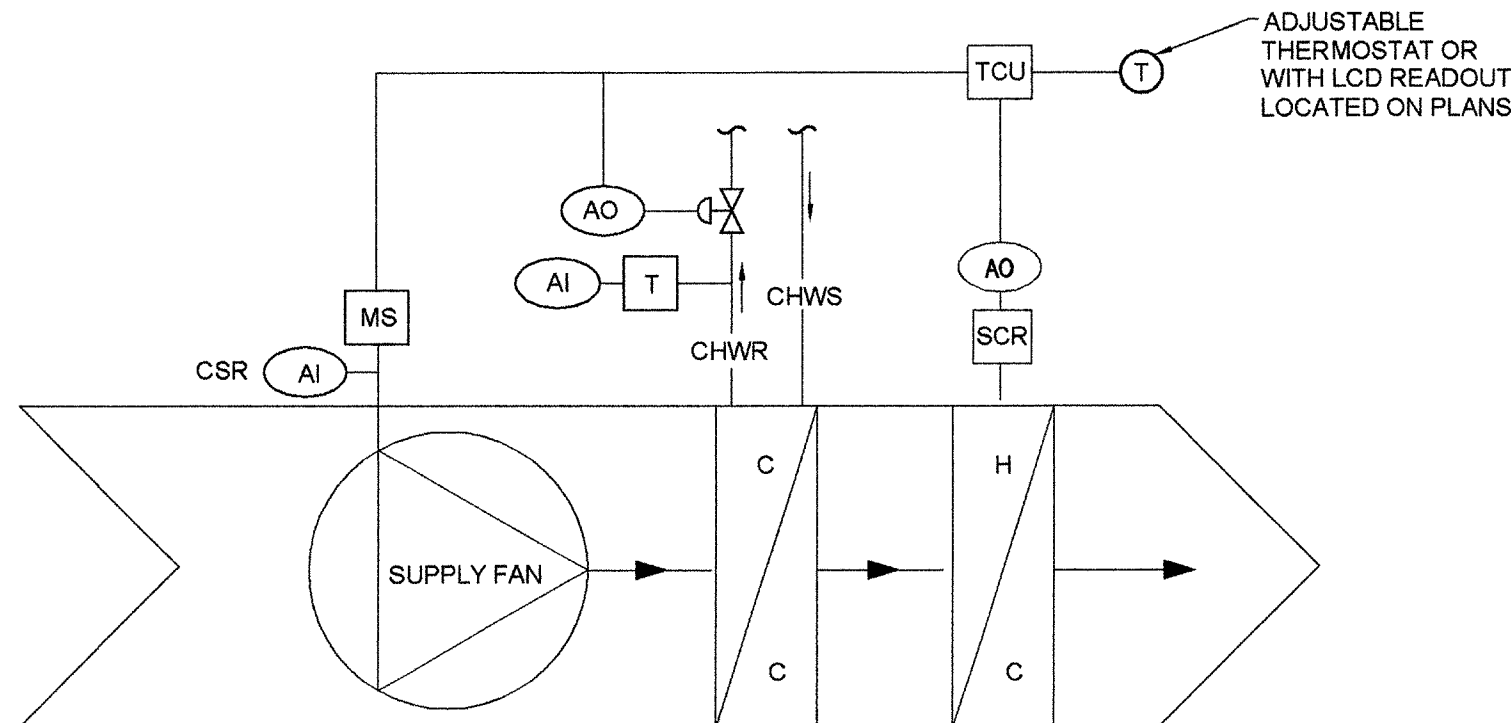 ADJUSTABLE
THERMOSTAT OR
WITH LCD READOUT
LOCATED ON PLANS
TCU
T
AO
AI
T
AO
CHWS
MS
SCR
CHWR
CSR
AI
C
H
SUPPLY FAN
C
C